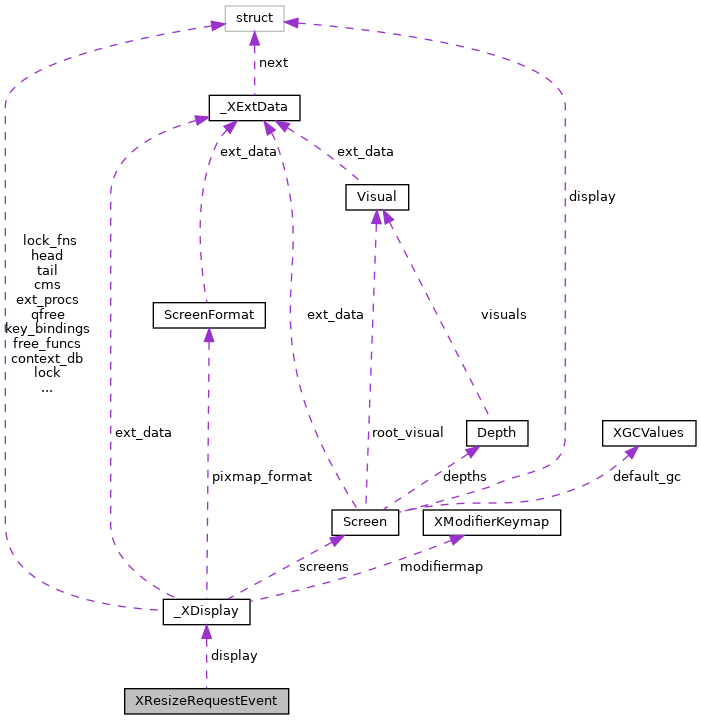 struct
next
_XExtData
ext_data
ext_data
Visual
display
lock_fns
head
tail
cms
ext_procs
qfree
key_bindings
free_funcs
context_db
lock
...
ScreenFormat
ext_data
visuals
ext_data
root_visual
Depth
XGCValues
pixmap_format
depths
default_gc
Screen
XModifierKeymap
screens
modifiermap
_XDisplay
display
XResizeRequestEvent